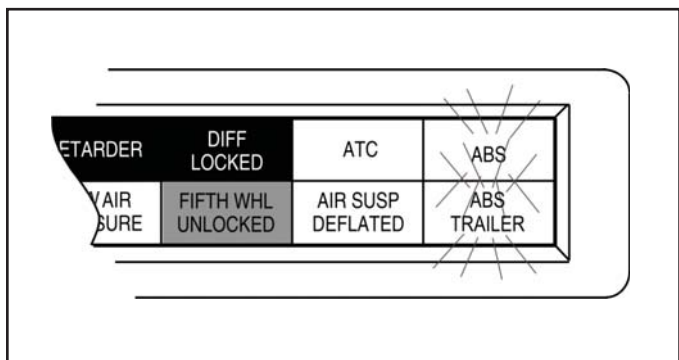 ETARDER
DIFF
LOCKED
ATC
ABS
AIR
SURE
FIFTH WHL
UNLOCKED
AIR SUSP
DEFLATED
ABS
TRAILER